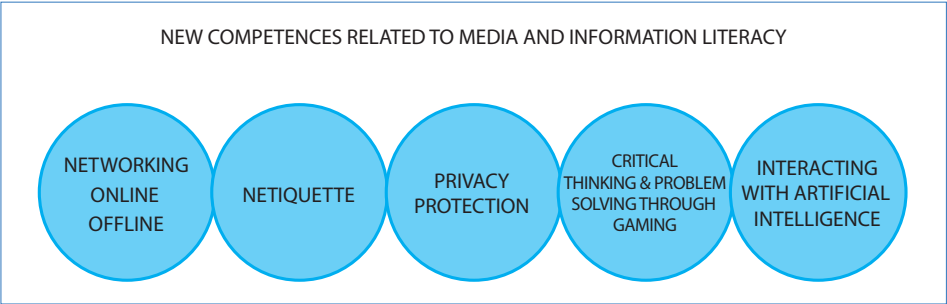 NEW COMPETENCES RELATED TO MEDIA AND INFORMATION LITERACY
NETWORKING
ONLINE
OFFLINE
NETIQUETTE
PRIVACY
PROTECTION
CRITICAL
THINKING & PROBLEM
SOLVING THROUGH
GAMING
INTERACTING
WITH ARTIFICIAL
INTELLIGENCE